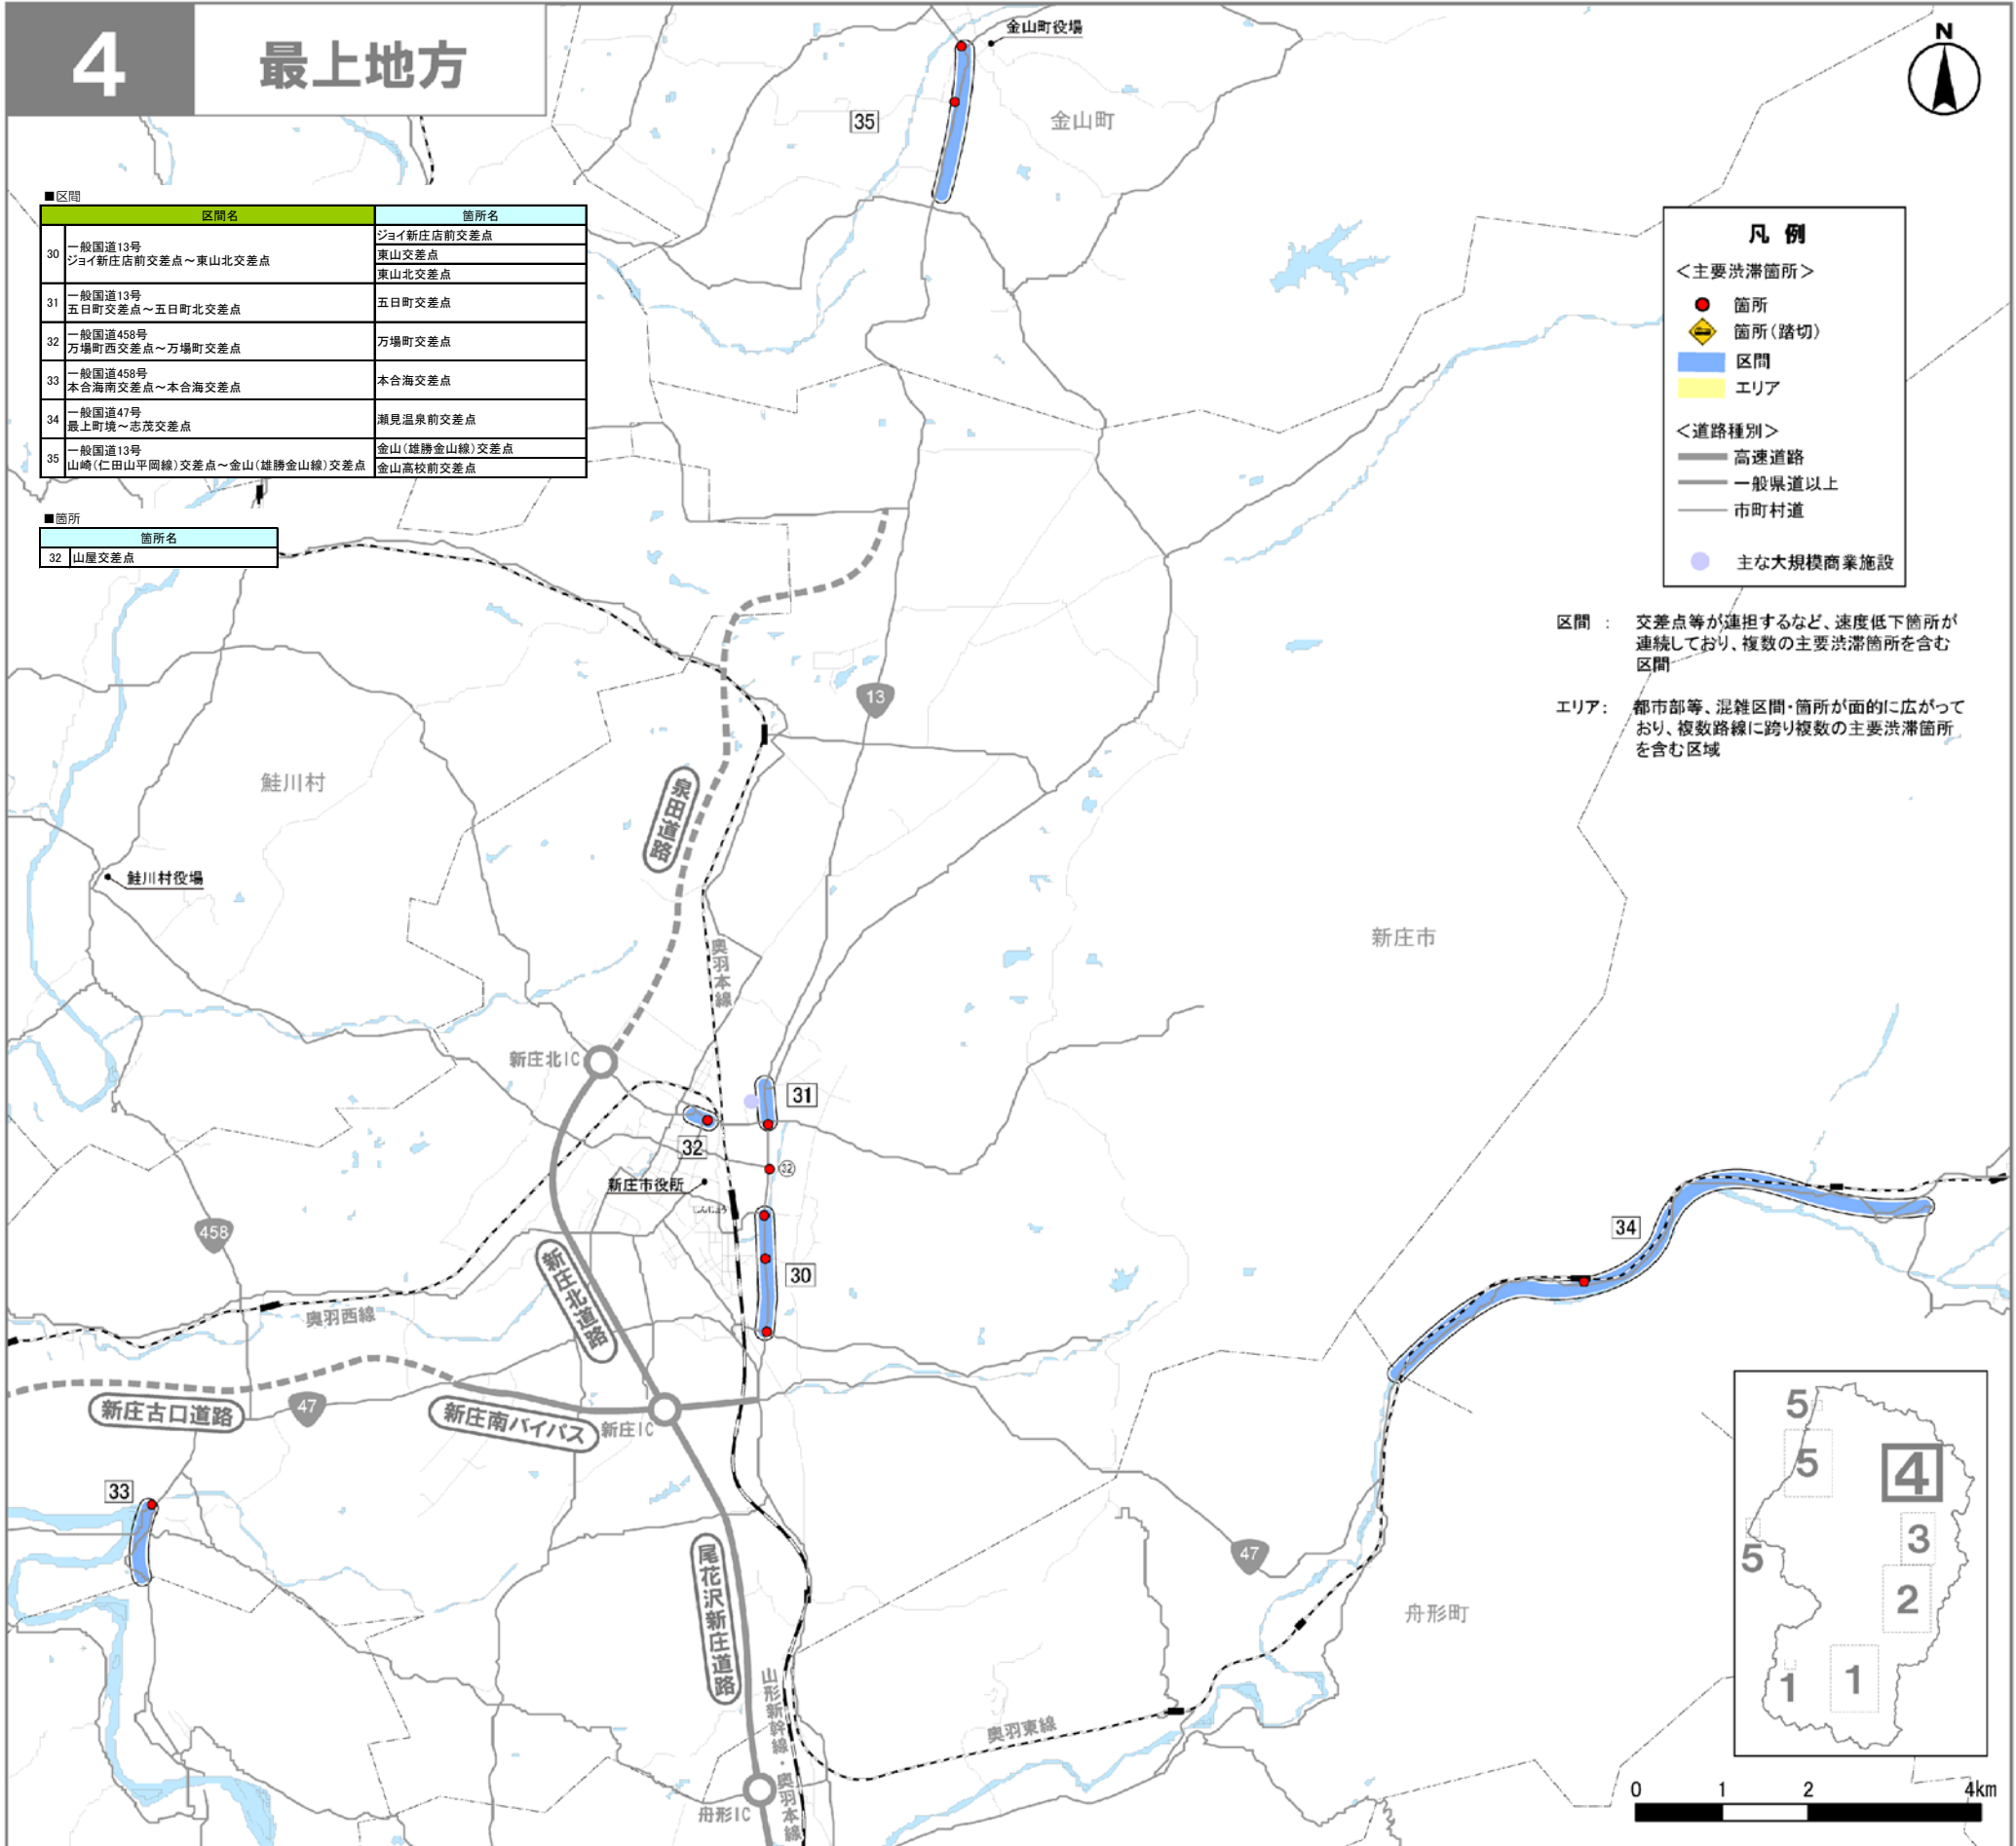 4
最上地方
金山町役場
N
35
金山町
■区間
区間名
箇所名
30
一般国道13号
ジョイ新庄店前交差点～東山北交差点
ジョイ新庄店前交差点
東山交差点
東山北交差点
31
一般国道13号
五日町交差点～五日町北交差点
五日町交差点
32
一般国道458号
万場町西交差点～万場町交差点
万場町交差点
33
一般国道458号
本合海南交差点～本合海交差点
本合海交差点
34
一般国道47号
最上町境～志茂交差点
瀬見温泉前交差点
35
一般国道13号
山崎(仁田山平岡線)交差点～金山(雄勝金山線)交差点
金山(雄勝金山線)交差点
金山高校前交差点
■箇所
箇所名
32
山屋交差点
凡 例
＜主要渋滞箇所＞
箇所
箇所(踏切)
区間
エリア
＜道路種別＞
高速道路
一般県道以上
市町村道
主な大規模商業施設
区間 : 交差点等が連担するなど、速度低下箇所が
連続しており、複数の主要渋滞箇所を含む
区間
エリア: 都市部等、混雑区間・箇所が面的に広がって
おり、複数路線に跨り複数の主要渋滞箇所
を含む区域
13
鮭川村
泉田道路
鮭川村役場
奥羽本線
新庄市
新庄北IC
31
32
32
新庄市役所
しんじょう
458
34
30
新庄北道路
奥羽西線
新庄古口道路
47
新庄南バイパス
新庄IC
33
47
尾花沢新庄道路
舟形町
山形新幹線・奥羽本線
奥羽東線
舟形IC
5
5
4
5
3
2
1
1
0 1 2 4km